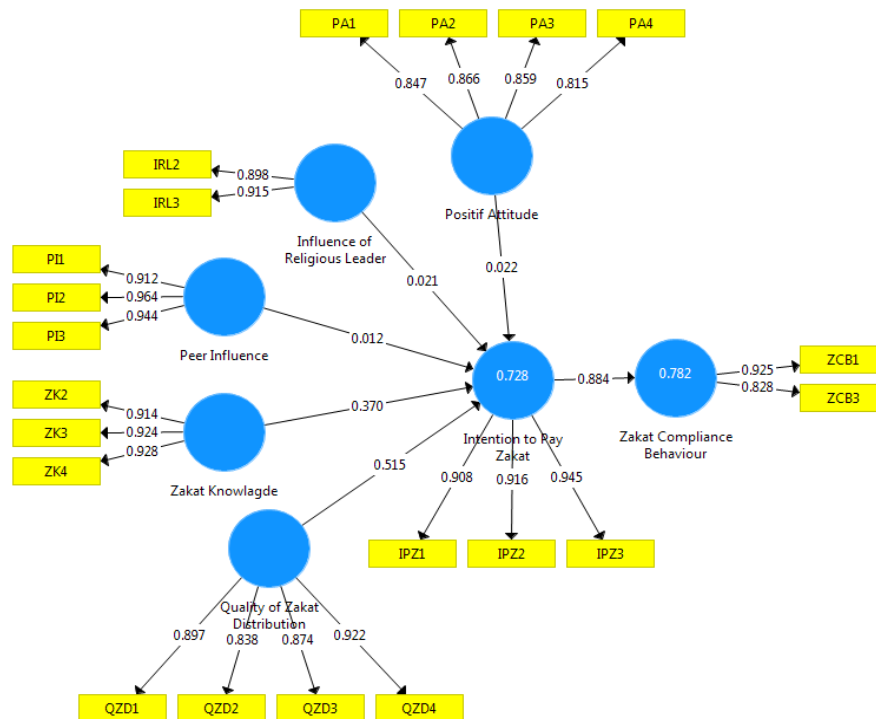 PA1
PA2
PA3
PA4
0.847
0.866
0.859
0.815
Positif Attitude
IRL2
IRL3
0.898
0.915
Influence of
Religious Leader
0.021
0.022
PI1
PI2
PI3
0.912
0.964
0.944
Peer Influence
0.012
ZK2
ZK3
ZK4
0.914
0.924
0.928
Zakat Knowlagde
0.370
0.728
Intention to Pay
Zakat
0.884
0.782
Zakat Compliance
Behaviour
0.925
0.828
ZCB1
ZCB3
0.515
0.908
0.916
0.945
IPZ1
IPZ2
IPZ3
Quality of Zakat
Distribution
0.897
0.838
0.874
0.922
QZD1
QZD2
QZD3
QZD4